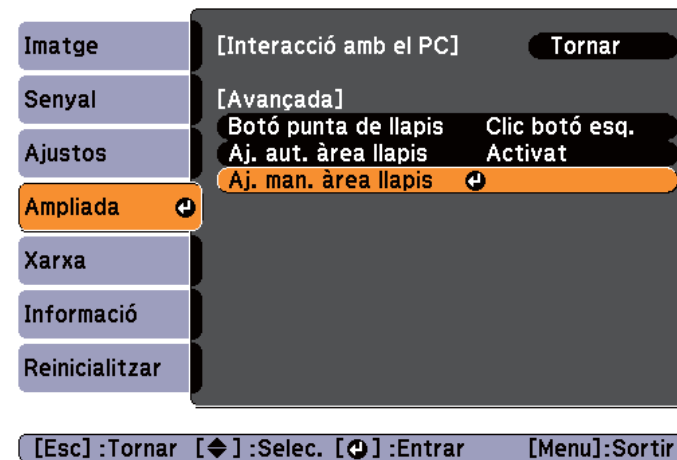 Imatge
Senyal
Ajustos
Ampliada
Xarxa
Informació
Reinicialitzar
[Interacció amb el PC] Tornar
[Avançada]
Botó punta de llapis Clic botó esq.
Aj. aut. àrea llapis Activat
Aj. man. àrea llapis
[Esc] :Tornar [ ] :Selec. [ ] :Entrar [Menu]:Sortir